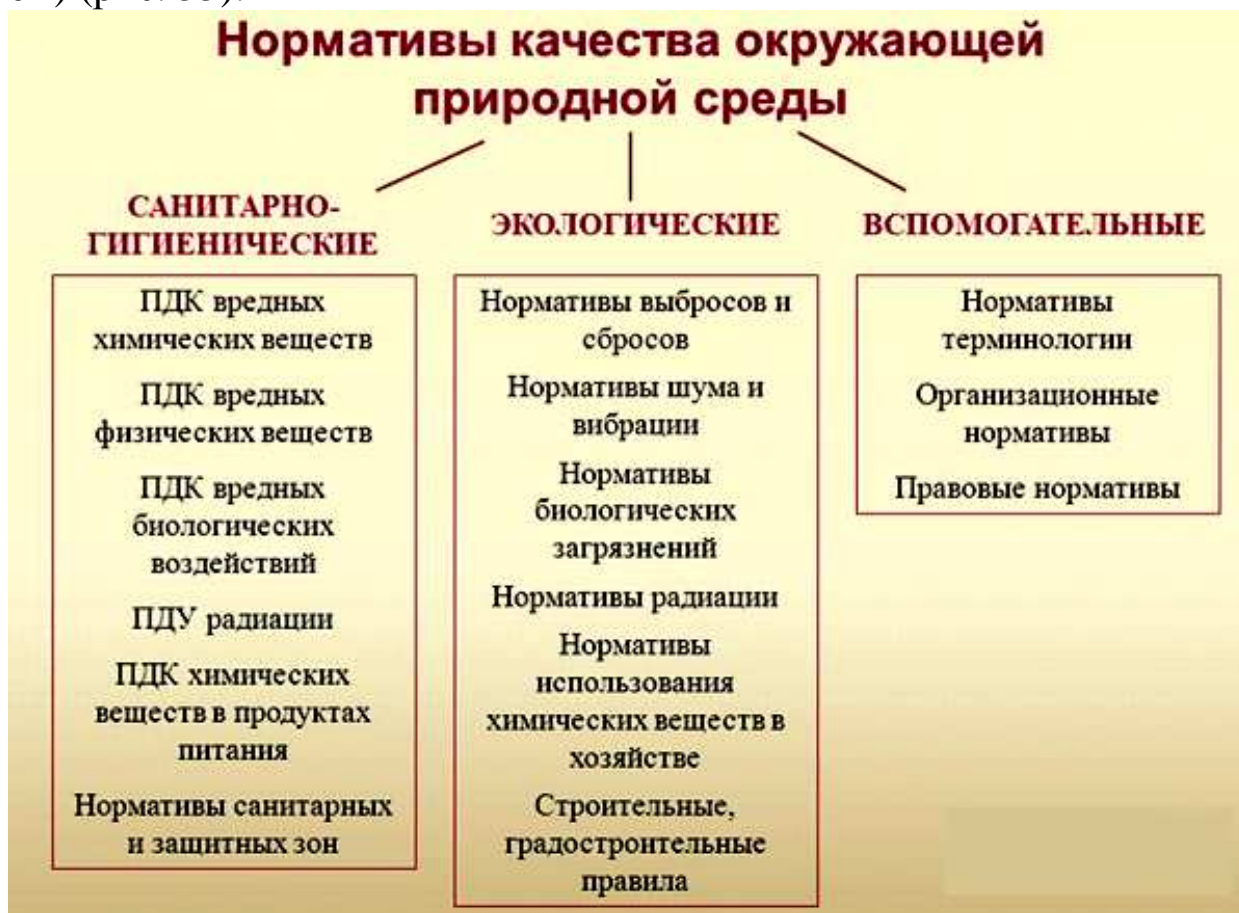 Нормативы качества окружающей
природной среды
САНИТАРНО-
ГИГИЕНИЧЕСКИЕ
ПДК вредных
химических веществ
ПДК вредных
физических веществ
ПДК вредных
биологических
воздействий
ПДУ радиации
ПДК химических
веществ в продуктах
питания
Нормативы санитарных
и защитных зон
ЭКОЛОГИЧЕСКИЕ
Нормативы выбросов и
сбросов
Нормативы шума и
вибрации
Нормативы
биологических
загрязнений
Нормативы радиации
Нормативы
использования
химических веществ в
хозяйстве
Строительные,
градостроительные
правила
ВСПОМОГАТЕЛЬНЫЕ
Нормативы
терминологии
Организационные
нормативы
Правовые нормативы